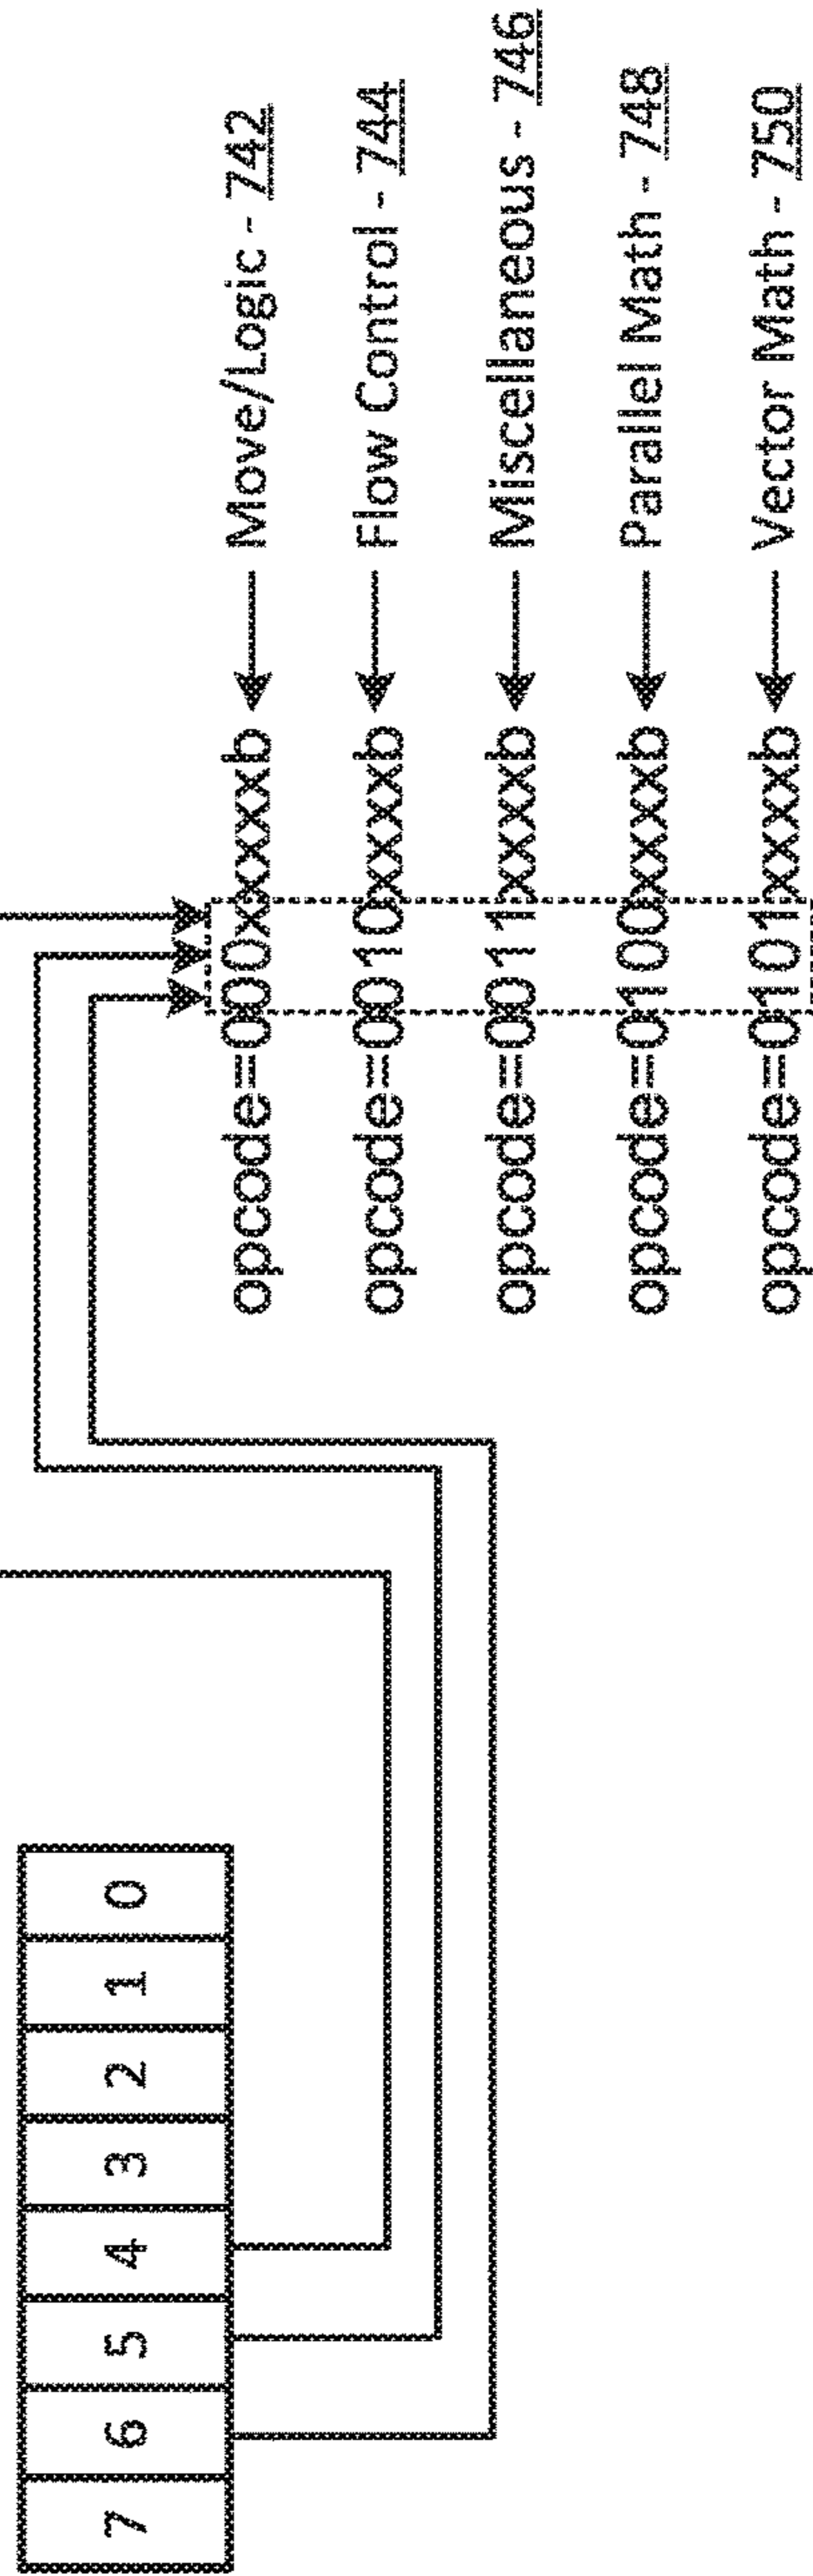 7 6 5 4 3 2 1 0
opcode=000xxxxxb Move/Logic - 742
opcode=0010xxxxb Flow Control - 744
opcode=0011xxxxb Miscellaneous - 746
opcode=0100xxxxb Parallel Math - 748
opcode=0101xxxxb Vector Math - 750